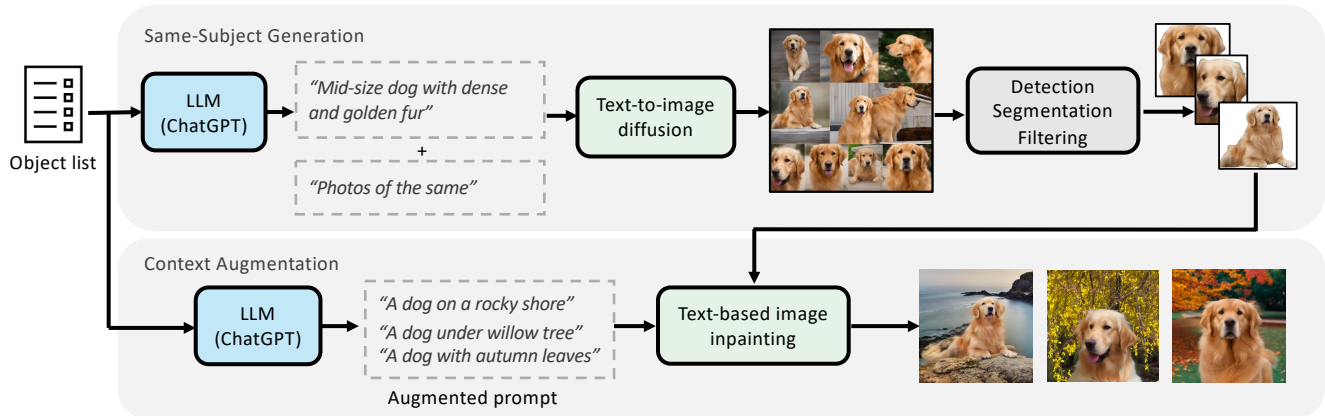 Same-Subject Generation
Object list
LLM
(ChatGPT)
“Mid-size dog with dense
and golden fur”
+
“Photos of the same”
Text-to-image
diffusion
Detection
Segmentation
Filtering
Context Augmentation
LLM
(ChatGPT)
“A dog on a rocky shore”
“A dog under willow tree”
“A dog with autumn leaves”
Augmented prompt
Text-based image
inpainting